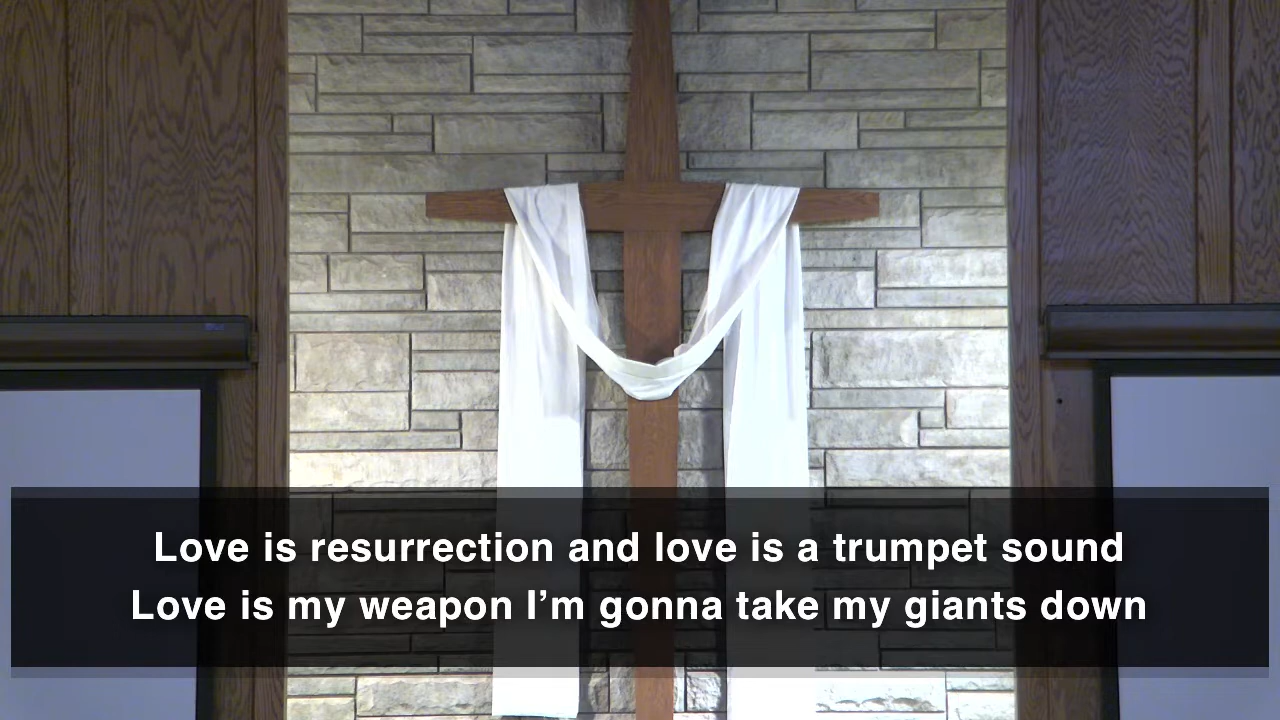 Love is resurrection and love is a trumpet sound
Love is my weapon I’m gonna take my giants down